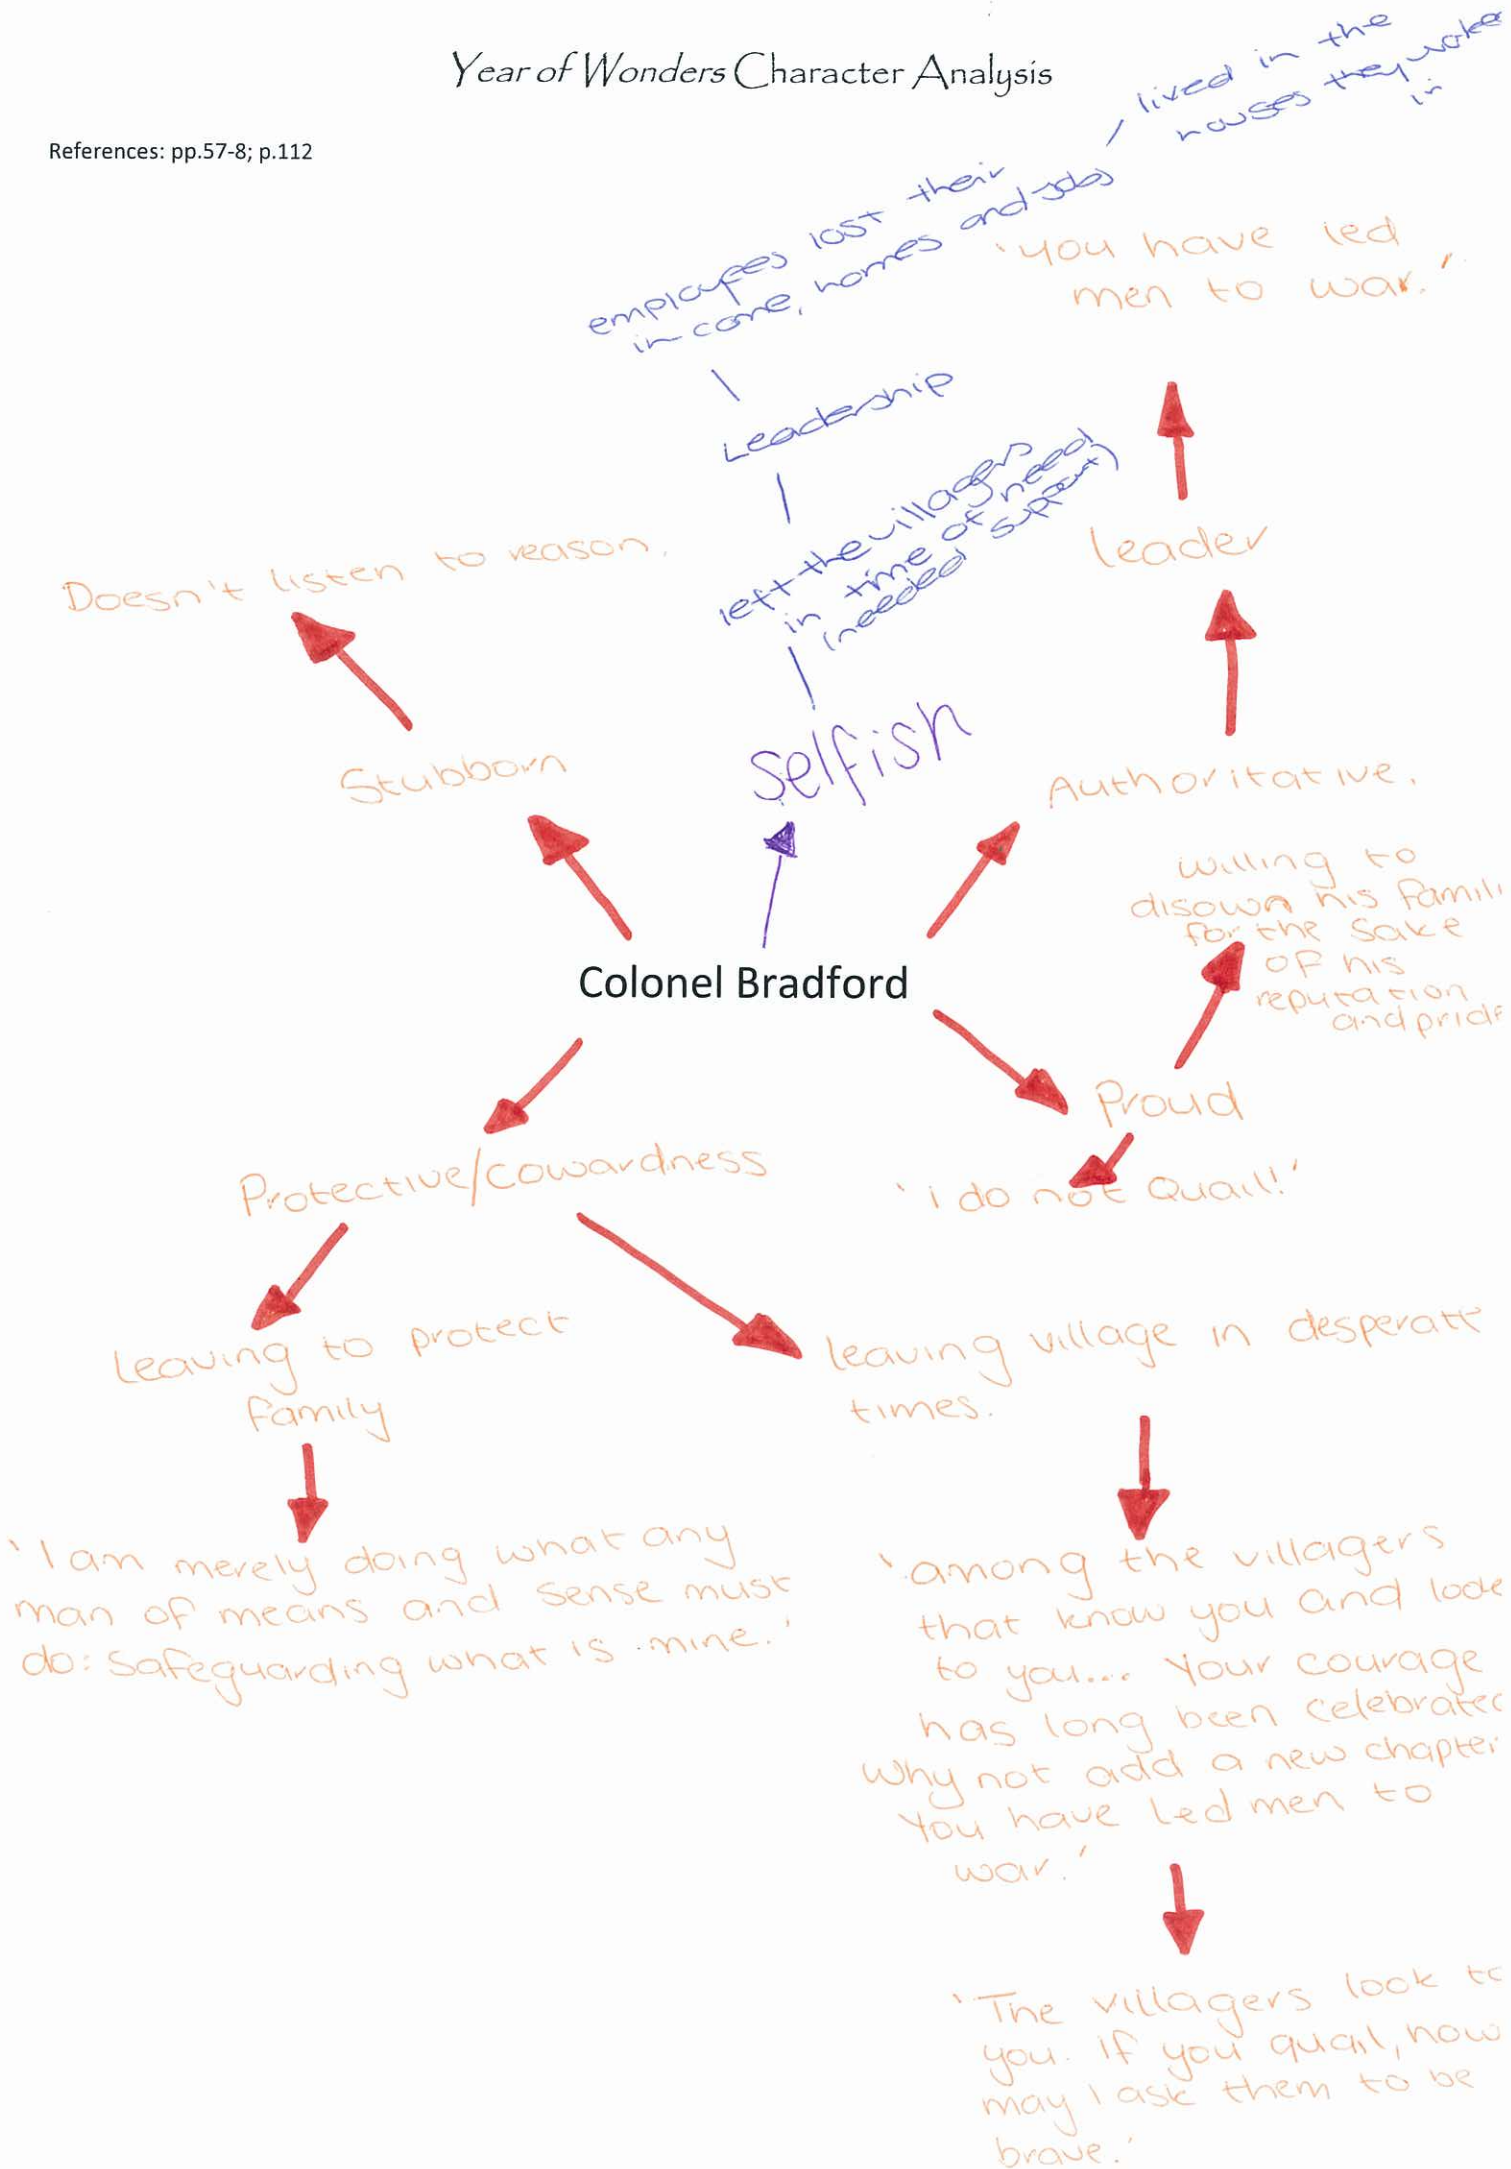 Year of Wonders Character Analysis
References: pp.57-8; p.112
lived in the
houses they woke
in
employees lost their
income, homes and jobs
Leadership
left the villagers
in time of need
(needed support)
selfish
'you have led
men to war.'
leader
Authoritative.
Doesn't listen to reason.
Stubborn
Colonel Bradford
willing to
disown his famili
for the sake
of his
reputation
and pride
Proud
'i do not Quail!'
Protective/cowardness
Leaving to protect
family
'I am merely doing what any
man of means and sense must
do: safeguarding what is mine.'
leaving village in desperate
times.
'among the villagers
that know you and look
to you... Your courage
has long been celebrated
Why not add a new chapter
You have led men to
war.'
'The villagers look to
you. if you quail, how
may I ask them to be
brave.'